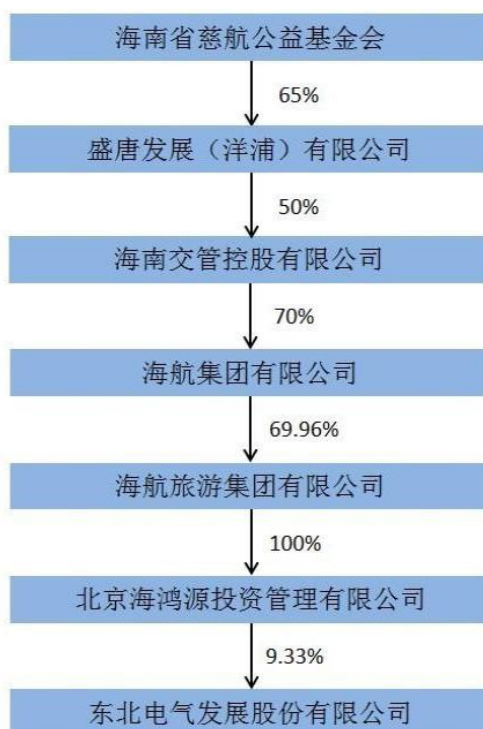 海南省慈航公益基金会
65%
盛唐发展（洋浦）有限公司
50%
海南交管控股有限公司
70%
海航集团有限公司
69.96%
海航旅游集团有限公司
100%
北京海鸿源投资管理有限公司
9.33%
东北电气发展股份有限公司